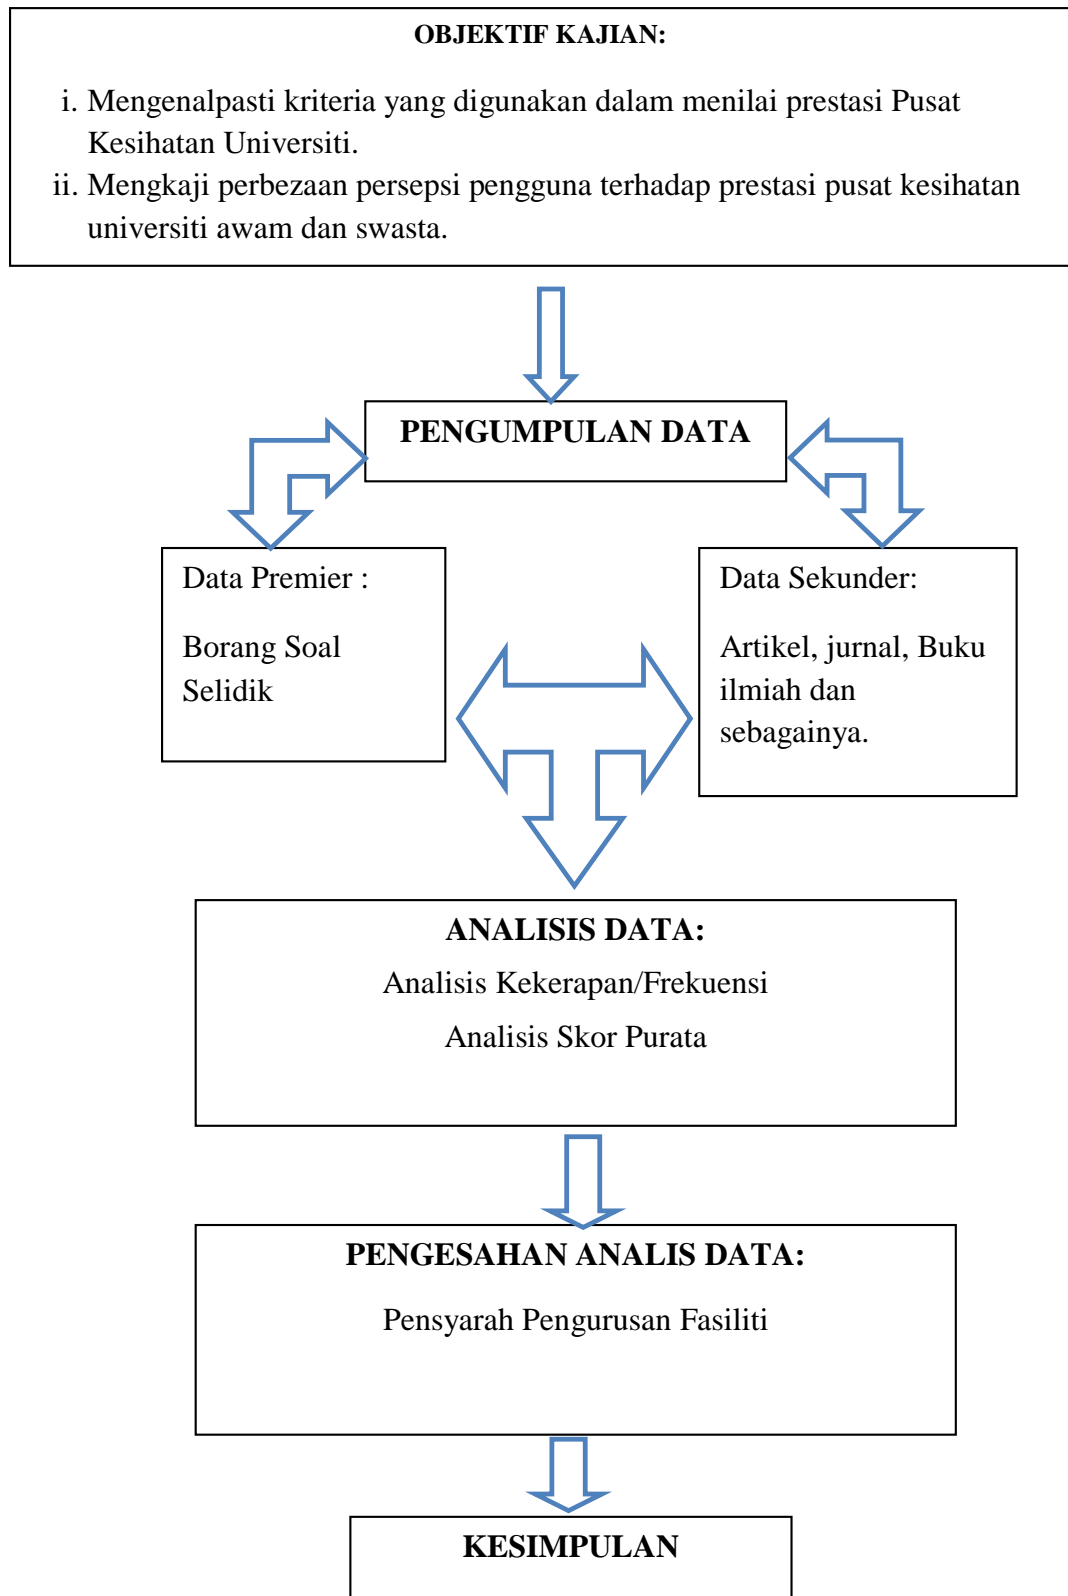 OBJEKTIF KAJIAN:
i. Mengenalpasti kriteria yang digunakan dalam menilai prestasi Pusat
Kesihatan Universiti.
ii. Mengkaji perbezaan persepsi pengguna terhadap prestasi pusat kesihatan
universiti awam dan swasta.
PENGUMPULAN DATA
Data Premier :
Borang Soal
Selidik
Data Sekunder:
Artikel, jurnal, Buku
ilmiah dan
sebagainya.
ANALISIS DATA:
Analisis Kekerapan/Frekuensi
Analisis Skor Purata
PENGESAHAN ANALIS DATA:
Pensyarah Pengurusan Fasiliti
KESIMPULAN